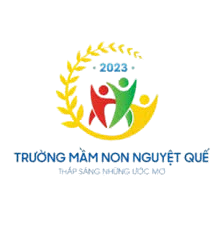 • 2023 •
TRƯỜNG MẦM NON NGUYỆT QUẾ
THẮP SÁNG NHỮNG ƯỚC MƠ